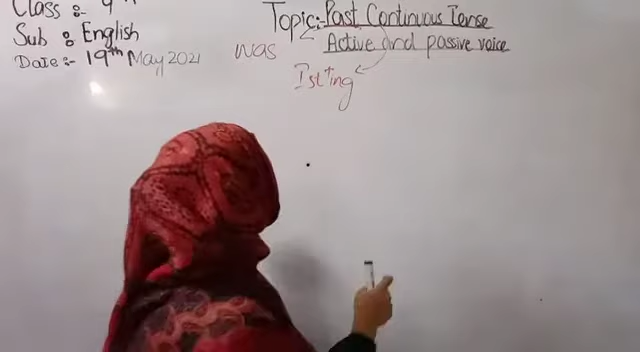 Class :- 9th
Sub : English
Date :- 19th May 2021
Topic:- Past Continuous Tense
Active and passive voice
was
Ist+ing